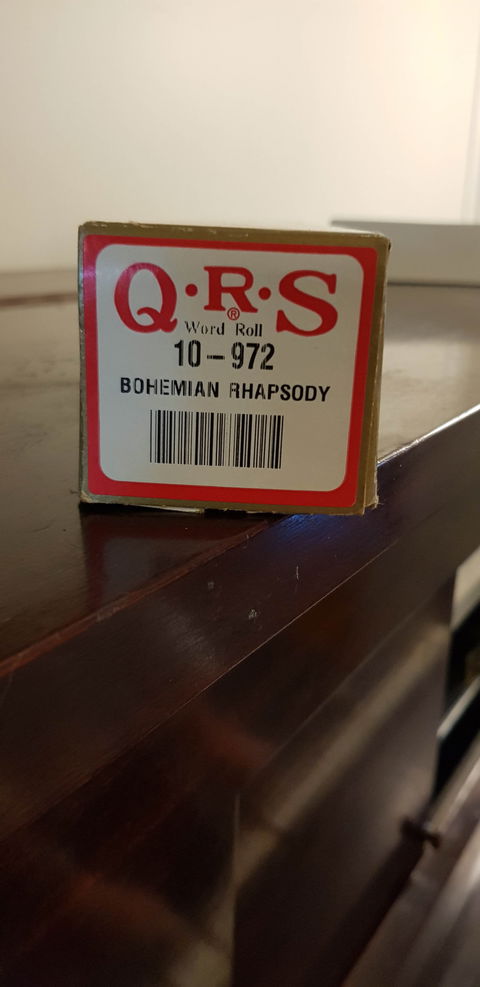 Q·R·S®
Word Roll
10-972
BOHEMIAN RHAPSODY